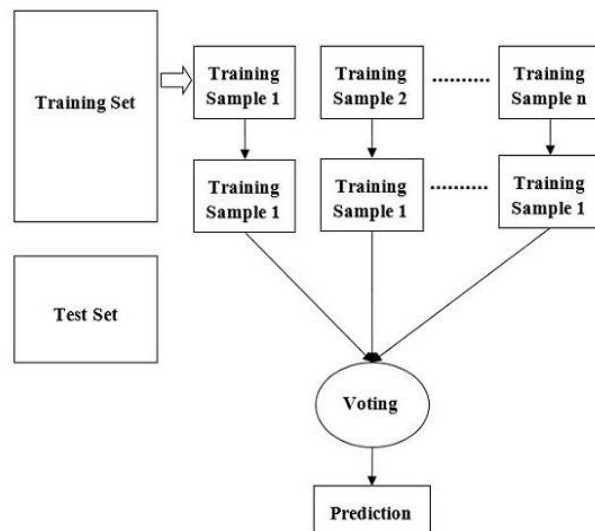 Training Set
Training
Sample 1
Training
Sample 2
Training
Sample n
Training
Sample 1
Training
Sample 1
Training
Sample 1
Test Set
Voting
Prediction